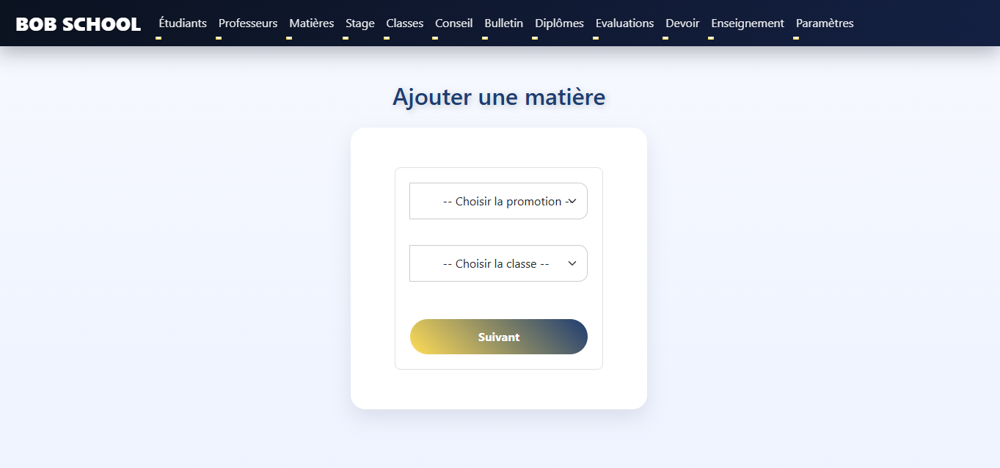 BOB SCHOOL Étudiants Professeurs Matières Stage Classes Conseil Bulletin Diplômes Evaluations Devoir Enseignement Paramètres
Ajouter une matière
-- Choisir la promotion -
-- Choisir la classe --
Suivant